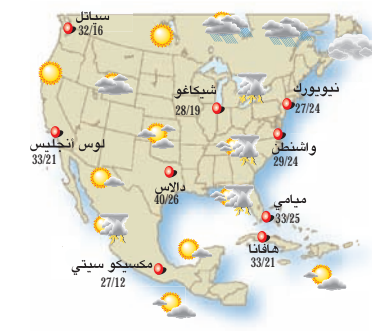 سياتل
32/16
نيويورك
27/24
شيكاغو
28/19
واشنطن
29/24
لوس انجليس
33/21
دالاس
40/26
ميامي
33/25
هافانا
33/21
مكسيكو سيتي
27/12